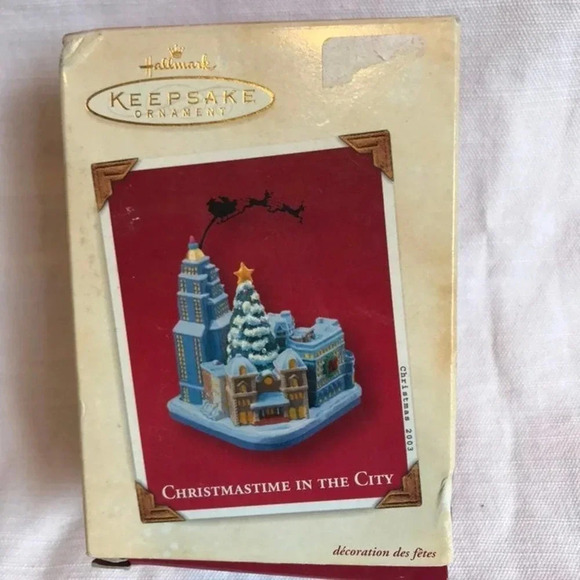 Hallmark
KEEPSAKE
ORNAMENT
Christmas 2003
CHRISTMASTIME IN THE CITY
décoration des fêtes